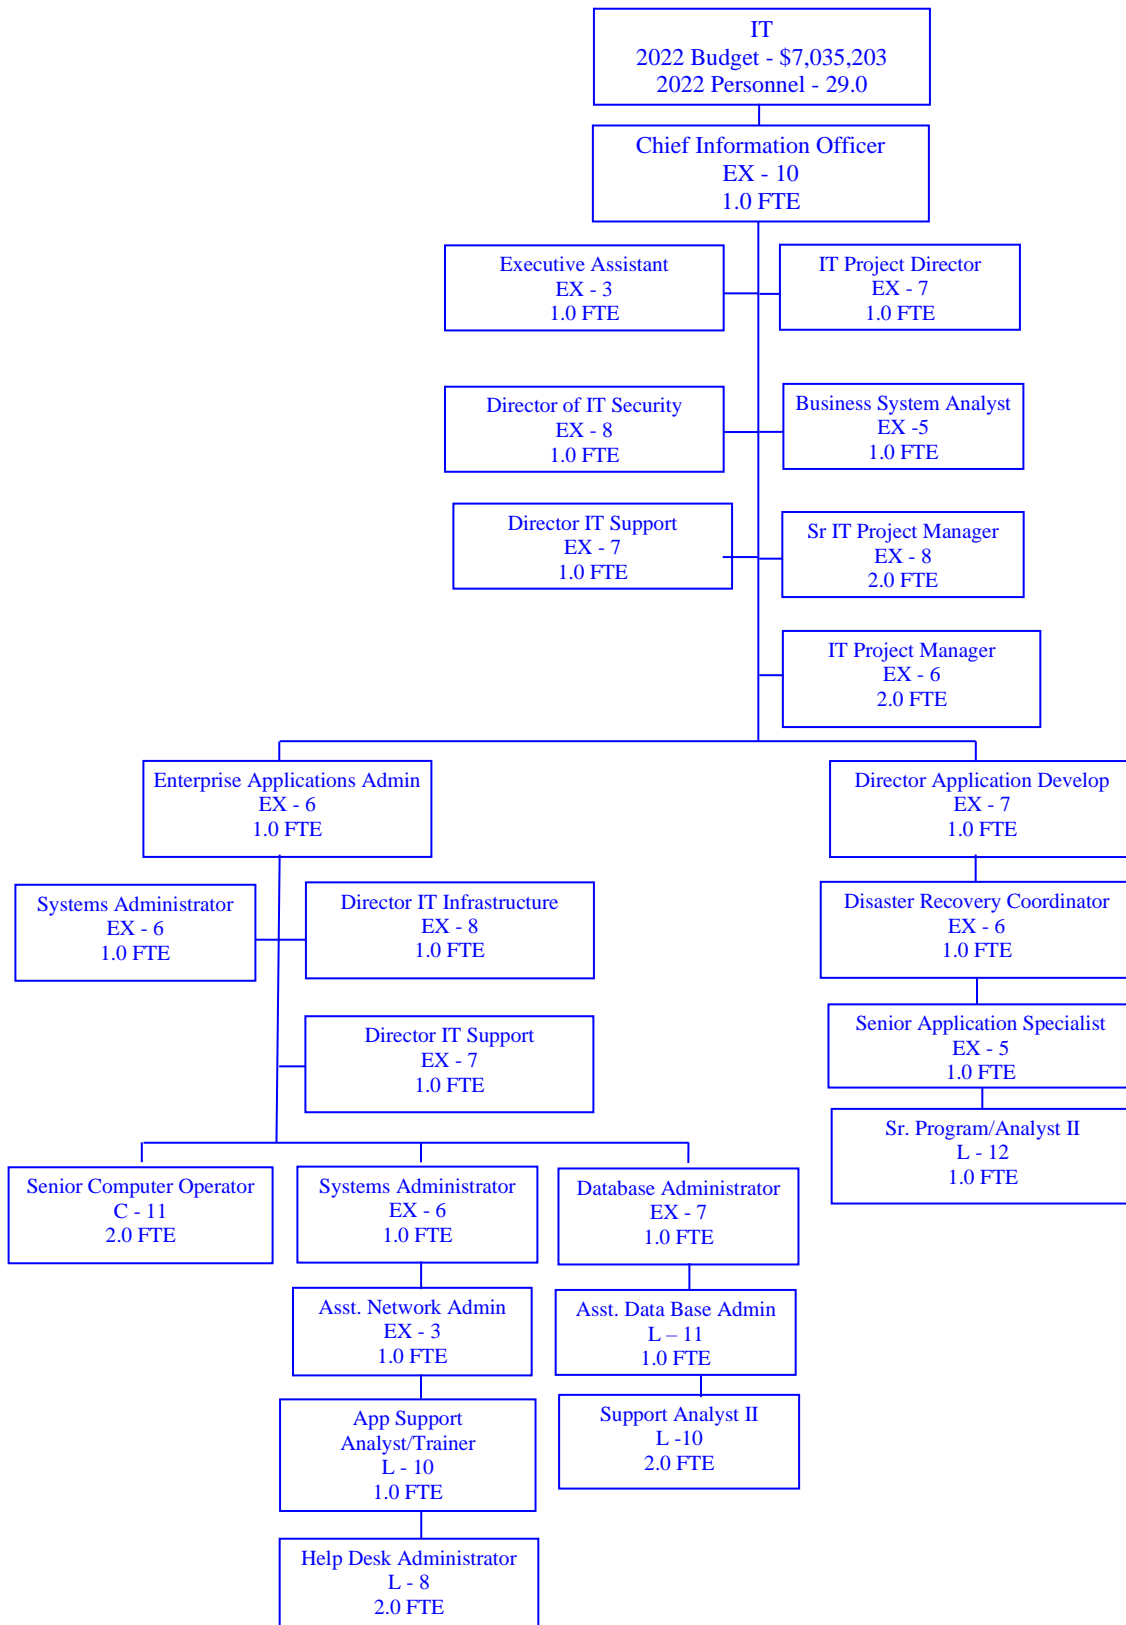 IT
2022 Budget - $7,035,203
2022 Personnel - 29.0
Chief Information Officer
EX - 10
1.0 FTE
Executive Assistant
EX - 3
1.0 FTE
IT Project Director
EX - 7
1.0 FTE
Director of IT Security
EX - 8
1.0 FTE
Business System Analyst
EX -5
1.0 FTE
Director IT Support
EX - 7
1.0 FTE
Sr IT Project Manager
EX - 8
2.0 FTE
IT Project Manager
EX - 6
2.0 FTE
Enterprise Applications Admin
EX - 6
1.0 FTE
Director Application Develop
EX - 7
1.0 FTE
Systems Administrator
EX - 6
1.0 FTE
Director IT Infrastructure
EX - 8
1.0 FTE
Disaster Recovery Coordinator
EX - 6
1.0 FTE
Director IT Support
EX - 7
1.0 FTE
Senior Application Specialist
EX - 5
1.0 FTE
Sr. Program/Analyst II
L - 12
1.0 FTE
Senior Computer Operator
C - 11
2.0 FTE
Systems Administrator
EX - 6
1.0 FTE
Database Administrator
EX - 7
1.0 FTE
Asst. Network Admin
EX - 3
1.0 FTE
Asst. Data Base Admin
L – 11
1.0 FTE
App Support
Analyst/Trainer
L - 10
1.0 FTE
Support Analyst II
L -10
2.0 FTE
Help Desk Administrator
L - 8
2.0 FTE